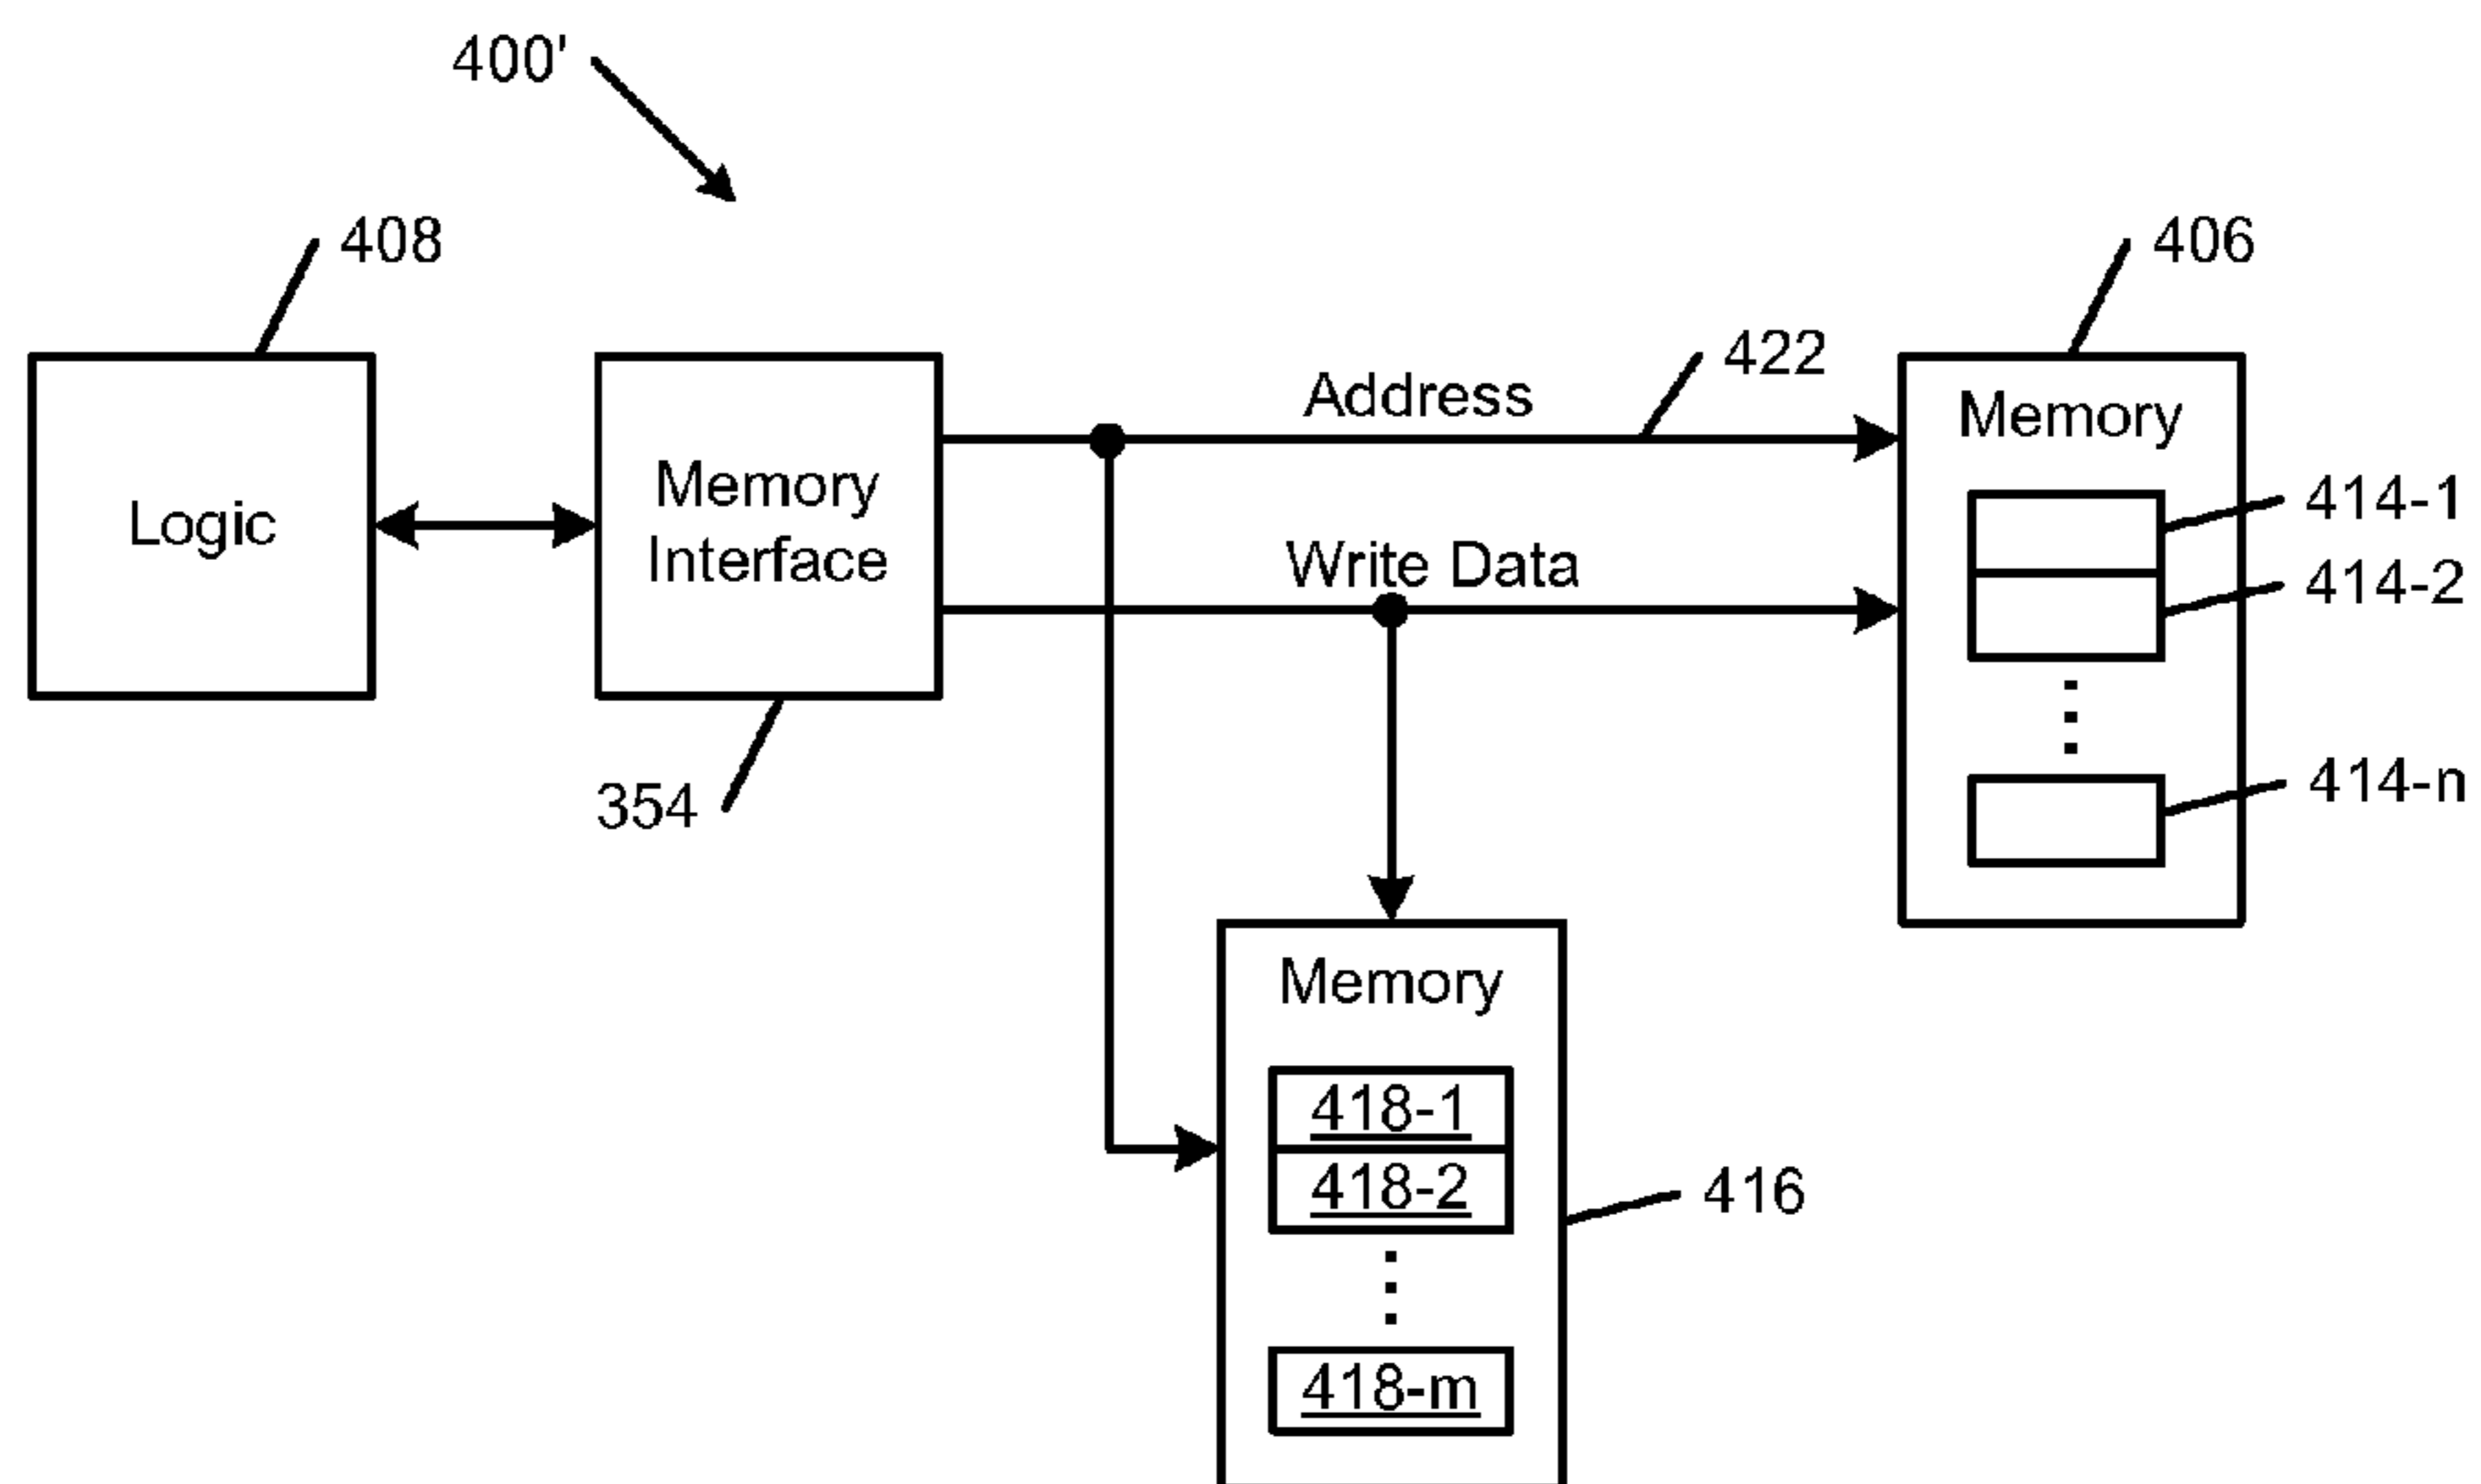 400'
408
406
422
Address
Memory
Logic
Memory
Interface
414-1
Write Data
414-2
354
414-n
Memory
418-1
418-2
416
418-m